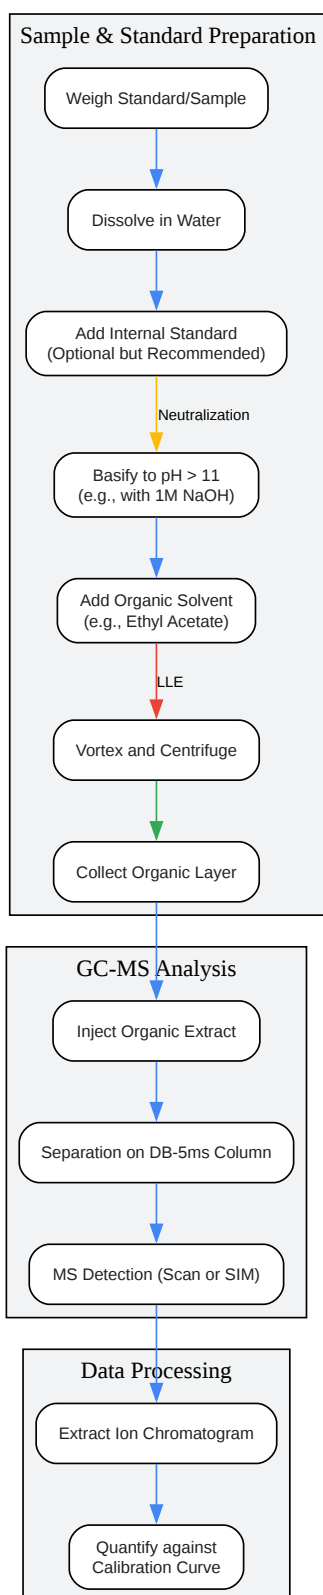 Sample & Standard Preparation
Weigh Standard/Sample
Dissolve in Water
Add Internal Standard
(Optional but Recommended)
Neutralization
Basify to pH > 11
(e.g., with 1M NaOH)
Add Organic Solvent
(e.g., Ethyl Acetate)
LLE
Vortex and Centrifuge
Collect Organic Layer
GC-MS Analysis
Inject Organic Extract
Separation on DB-5ms Column
MS Detection (Scan or SIM)
Data Processing
Extract Ion Chromatogram
Quantify against
Calibration Curve